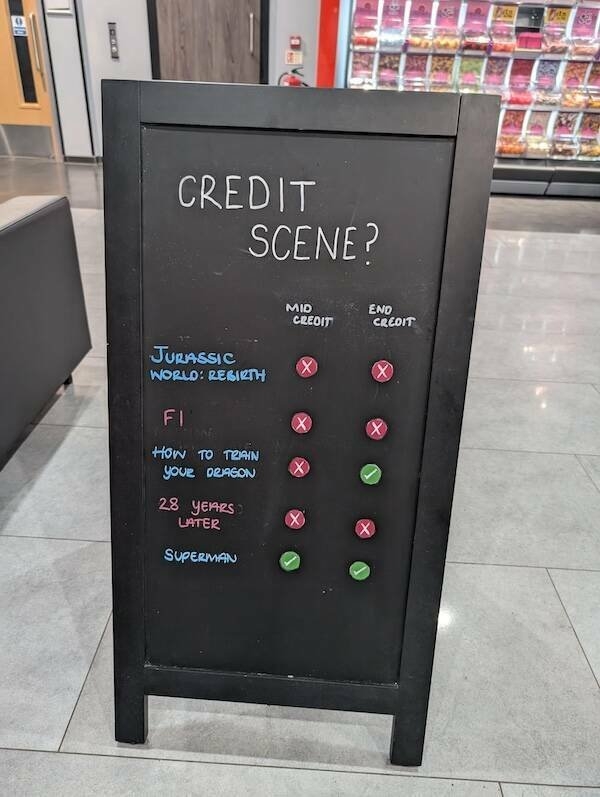 CREDIT
SCENE?
MID END
CREDIT CREDIT
JURASSIC
WORLD: REBIRTH X X
F1 X X
HOW TO TRAIN
YOUR DRAGON X ✓
28 YEARS
LATER X X
SUPERMAN ✓ ✓